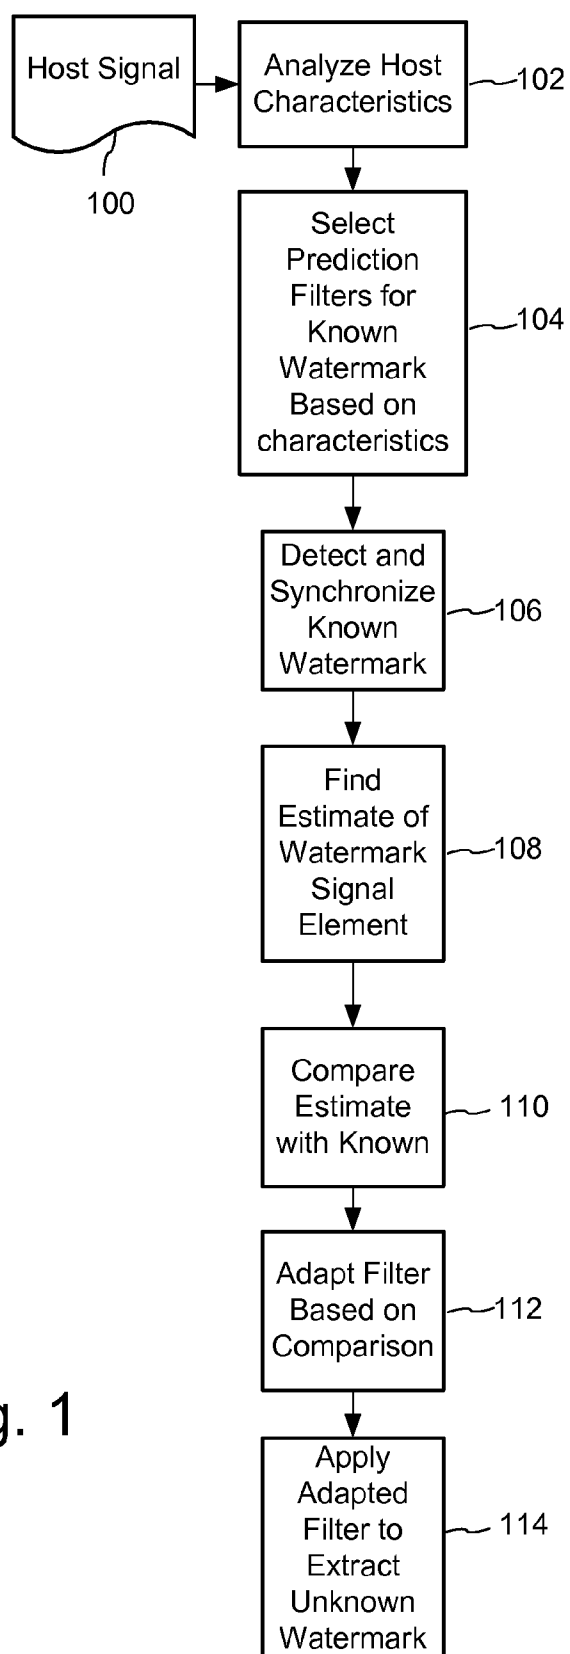 Host Signal
100
Analyze Host
Characteristics
102
Select
Prediction
Filters for
Known
Watermark
Based on
characteristics
104
Detect and
Synchronize
Known
Watermark
106
Find
Estimate of
Watermark
Signal
Element
108
Compare
Estimate
with Known
110
Adapt Filter
Based on
Comparison
112
g. 1
Apply
Adapted
Filter to
Extract
Unknown
Watermark
114